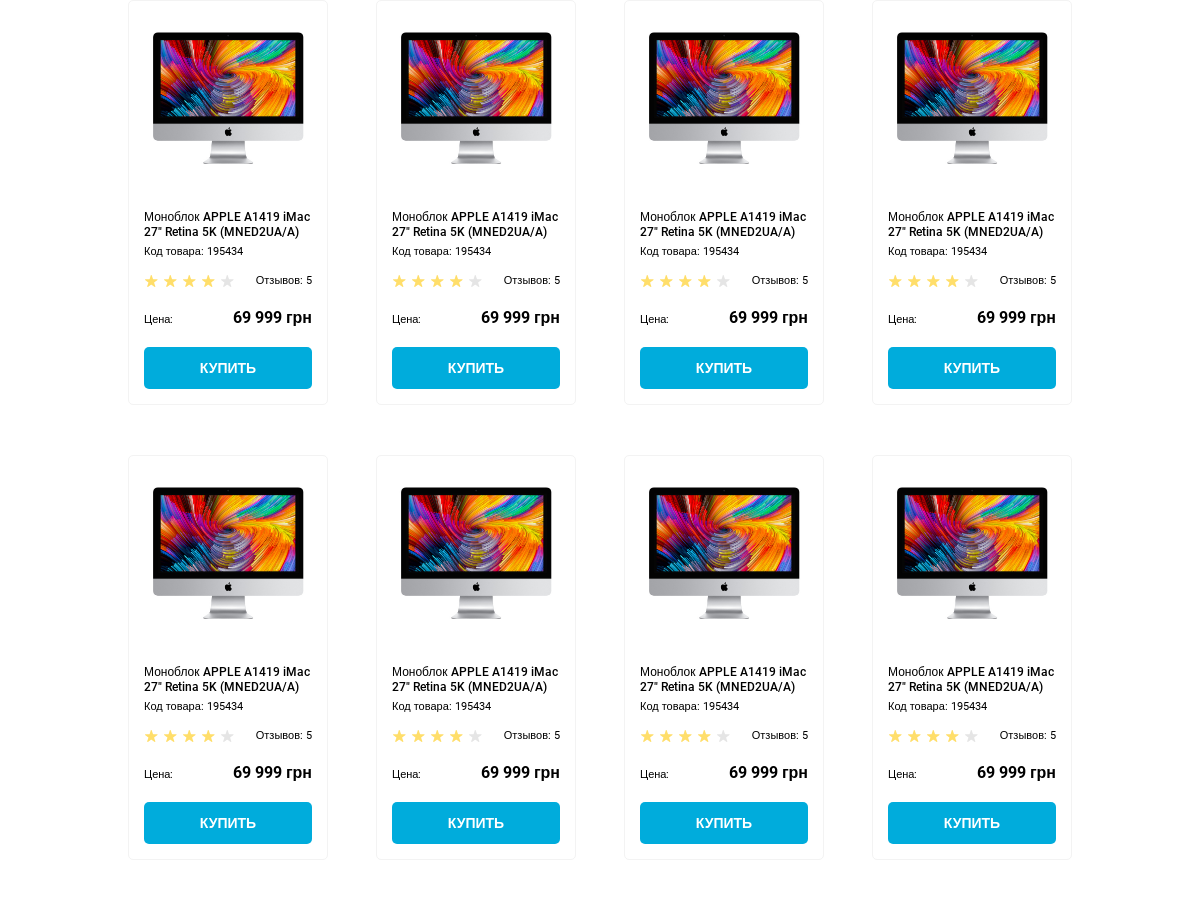 Моноблок APPLE A1419 iMac 27" Retina 5K (MNED2UA/A)
Код товара: 195434
Отзывов: 5
Цена: 69 999 грн
КУПИТЬ
Моноблок APPLE A1419 iMac 27" Retina 5K (MNED2UA/A)
Код товара: 195434
Отзывов: 5
Цена: 69 999 грн
КУПИТЬ
Моноблок APPLE A1419 iMac 27" Retina 5K (MNED2UA/A)
Код товара: 195434
Отзывов: 5
Цена: 69 999 грн
КУПИТЬ
Моноблок APPLE A1419 iMac 27" Retina 5K (MNED2UA/A)
Код товара: 195434
Отзывов: 5
Цена: 69 999 грн
КУПИТЬ
Моноблок APPLE A1419 iMac 27" Retina 5K (MNED2UA/A)
Код товара: 195434
Отзывов: 5
Цена: 69 999 грн
КУПИТЬ
Моноблок APPLE A1419 iMac 27" Retina 5K (MNED2UA/A)
Код товара: 195434
Отзывов: 5
Цена: 69 999 грн
КУПИТЬ
Моноблок APPLE A1419 iMac 27" Retina 5K (MNED2UA/A)
Код товара: 195434
Отзывов: 5
Цена: 69 999 грн
КУПИТЬ
Моноблок APPLE A1419 iMac 27" Retina 5K (MNED2UA/A)
Код товара: 195434
Отзывов: 5
Цена: 69 999 грн
КУПИТЬ